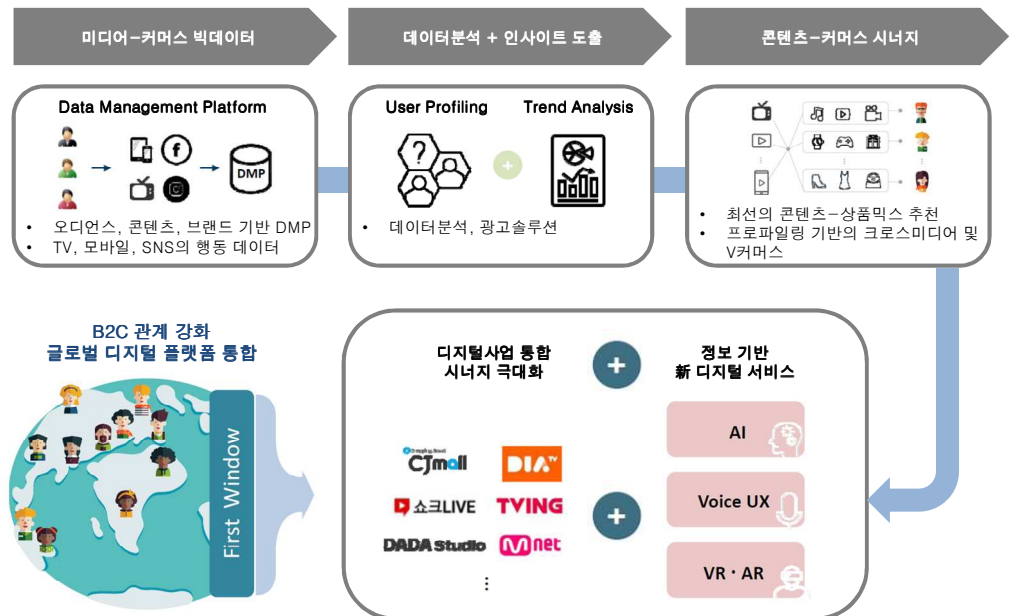 미디어-커머스 빅데이터
데이터분석 + 인사이트 도출
콘텐츠-커머스 시너지
Data Management Platform
DMP
• 오디언스, 콘텐츠, 브랜드 기반 DMP
• TV, 모바일, SNS의 행동 데이터
User Profiling
Trend Analysis
• 데이터분석, 광고솔루션
• 최선의 콘텐츠-상품믹스 추천
• 프로파일링 기반의 크로스미디어 및
V커머스
B2C 관계 강화
글로벌 디지털 플랫폼 통합
First Window
디지털사업 통합
시너지 극대화
정보 기반
新 디지털 서비스
CJmall
DIA TV
쇼크LIVE
TVING
DADA Studio
M net
AI
Voice UX
VR · AR